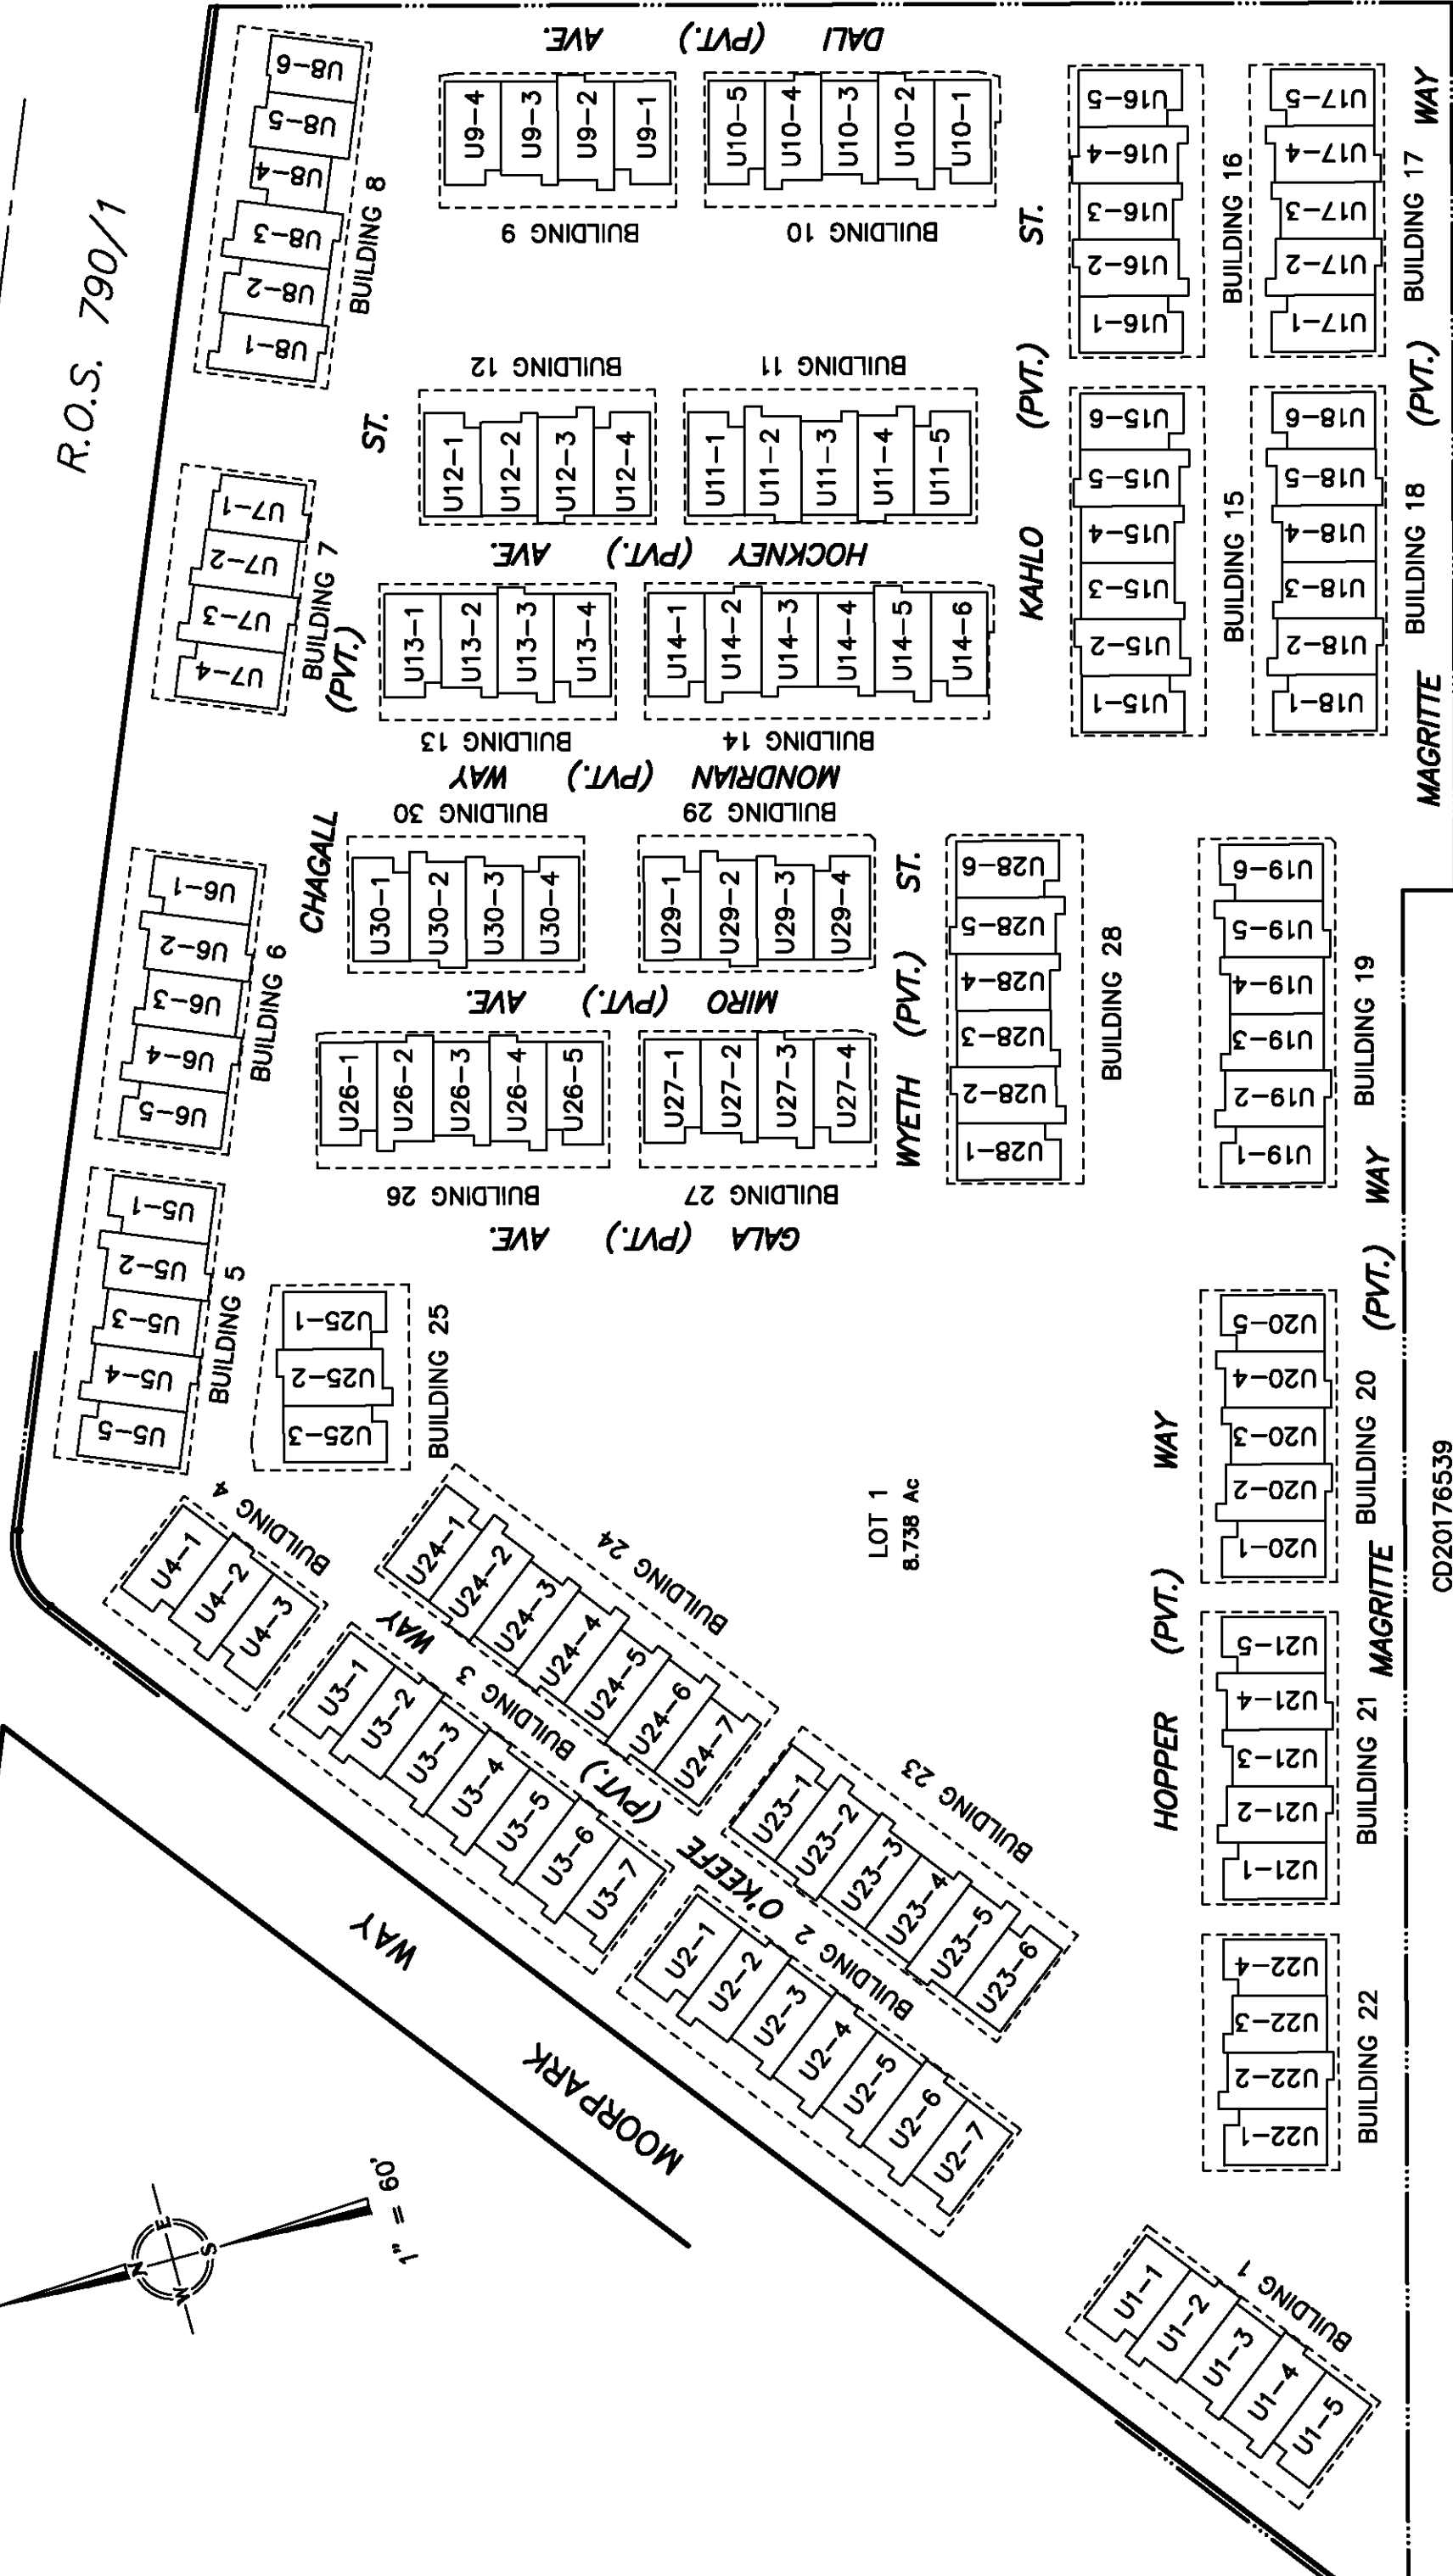 R.O.S. 790/1
U8-6
U8-5
U8-4
U8-3
U8-2
U8-1
BUILDING 8
U7-1
U7-2
U7-3
U7-4
BUILDING 7
U6-1
U6-2
U6-3
U6-4
U6-5
BUILDING 6
U5-1
U5-2
U5-3
U5-4
U5-5
BUILDING 5
CHAGALL (PVT.) ST.
DALI (PVT.) AVE.
U9-4
U9-3
U9-2
U9-1
BUILDING 9
U10-5
U10-4
U10-3
U10-2
U10-1
BUILDING 10
BUILDING 12
U12-1
U12-2
U12-3
U12-4
BUILDING 11
U11-1
U11-2
U11-3
U11-4
U11-5
HOCKNEY (PVT.) AVE.
U13-1
U13-2
U13-3
U13-4
BUILDING 13
U14-1
U14-2
U14-3
U14-4
U14-5
U14-6
BUILDING 14
MONDRIAN (PVT.) WAY
BUILDING 30
U30-1
U30-2
U30-3
U30-4
BUILDING 29
U29-1
U29-2
U29-3
U29-4
MIRO (PVT.) AVE.
U26-1
U26-2
U26-3
U26-4
U26-5
BUILDING 26
U27-1
U27-2
U27-3
U27-4
BUILDING 27
GALA (PVT.) AVE.
KAHLO (PVT.) ST.
U16-5
U16-4
U16-3
U16-2
U16-1
BUILDING 16
U17-5
U17-4
U17-3
U17-2
U17-1
BUILDING 17
U15-6
U15-5
U15-4
U15-3
U15-2
U15-1
BUILDING 15
U18-6
U18-5
U18-4
U18-3
U18-2
U18-1
BUILDING 18
MAGRITTE (PVT.) WAY
WYETH (PVT.) ST.
U28-6
U28-5
U28-4
U28-3
U28-2
U28-1
BUILDING 28
U19-6
U19-5
U19-4
U19-3
U19-2
U19-1
BUILDING 19
U25-1
U25-2
U25-3
BUILDING 25
U4-1
U4-2
U4-3
BUILDING 4
U24-1
U24-2
U24-3
U24-4
U24-5
U24-6
U24-7
BUILDING 24
U3-1
U3-2
U3-3
U3-4
U3-5
U3-6
U3-7
BUILDING 3
O'KEEFE (PVT.) WAY
U23-1
U23-2
U23-3
U23-4
U23-5
U23-6
BUILDING 23
U2-1
U2-2
U2-3
U2-4
U2-5
U2-6
U2-7
BUILDING 2
LOT 1
8.738 Ac
HOPPER (PVT.) WAY
U20-5
U20-4
U20-3
U20-2
U20-1
BUILDING 20
U21-5
U21-4
U21-3
U21-2
U21-1
BUILDING 21
U22-4
U22-3
U22-2
U22-1
BUILDING 22
MAGRITTE (PVT.) WAY
CD20176539
MOORPARK WAY
N
E
S
W
1" = 60'
U1-1
U1-2
U1-3
U1-4
U1-5
BUILDING 1